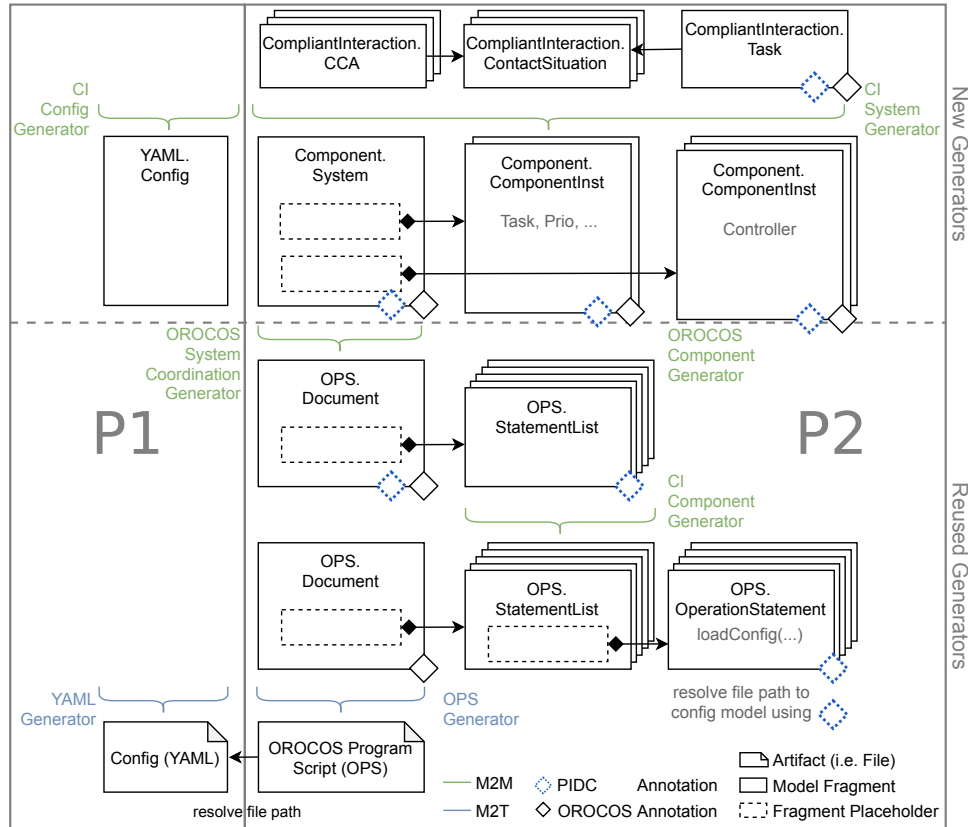 CompliantInteraction.
CCA
CompliantInteraction.
ContactSituation
CompliantInteraction.
Task
CI
Config
Generator
CI
System
Generator
New Generators
YAML.
Config
Component.
System
Component.
ComponentInst
Task, Prio, ...
Component.
ComponentInst
Controller
OROCOS
System
Coordination
Generator
OROCOS
Component
Generator
P1
OPS.
Document
OPS.
StatementList
P2
CI
Component
Generator
Reused Generators
OPS.
Document
OPS.
StatementList
OPS.
OperationStatement
loadConfig(...)
YAML
Generator
OPS
Generator
resolve file path to
config model using
Config (YAML)
OROCOS Program
Script (OPS)
resolve file path
M2M
M2T
PIDC Annotation
OROCOS Annotation
Artifact (i.e. File)
Model Fragment
Fragment Placeholder